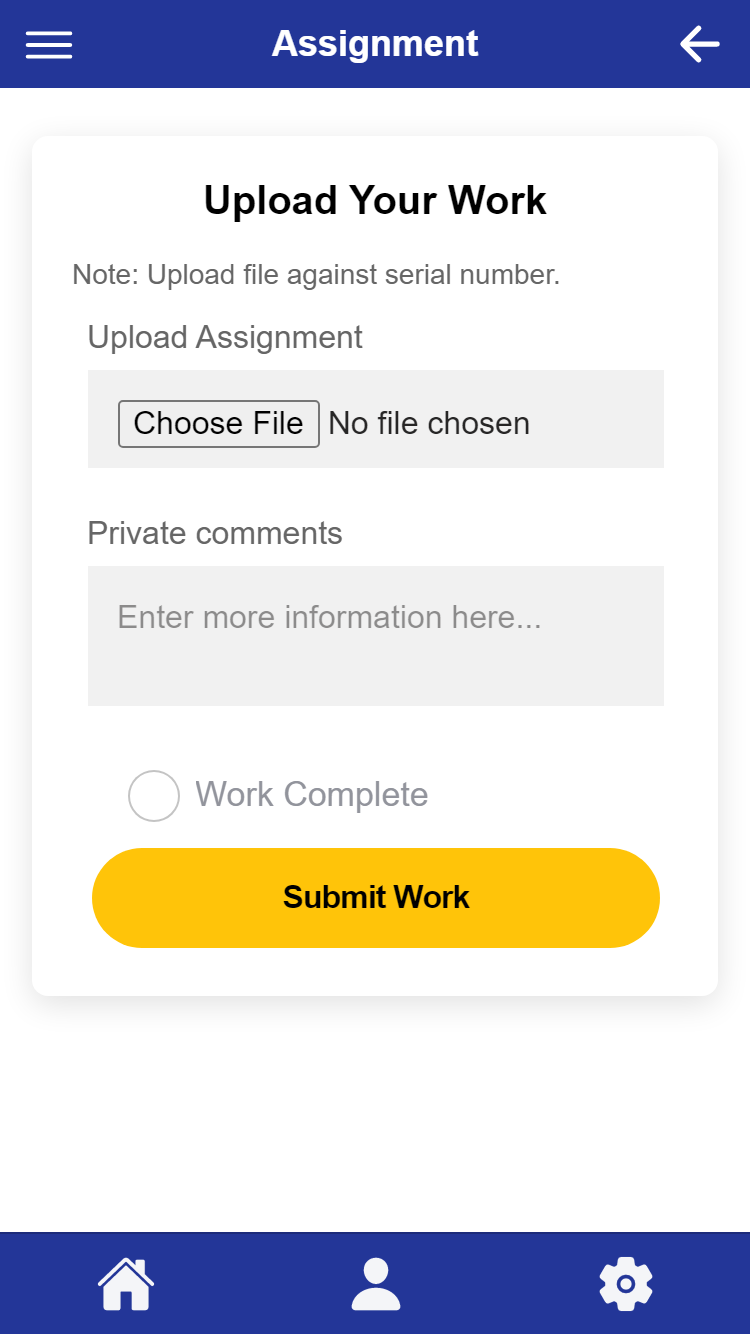 Assignment
Upload Your Work
Note: Upload file against serial number.
Upload Assignment
Choose File No file chosen
Private comments
Enter more information here...
Work Complete
Submit Work